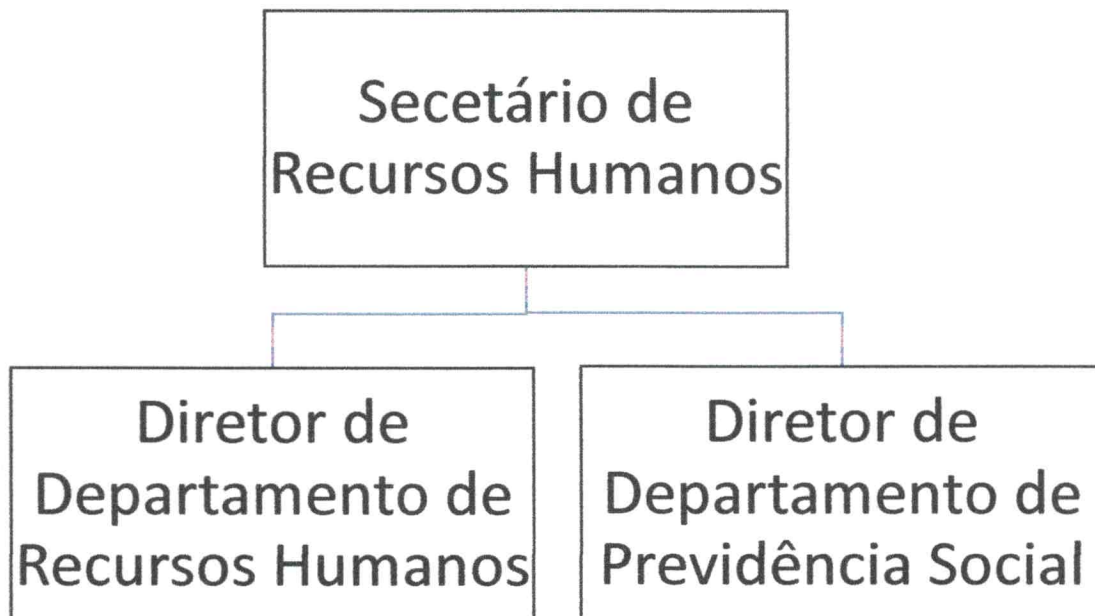 Secetário de
Recursos Humanos
Diretor de
Departamento de
Recursos Humanos
Diretor de
Departamento de
Previdência Social